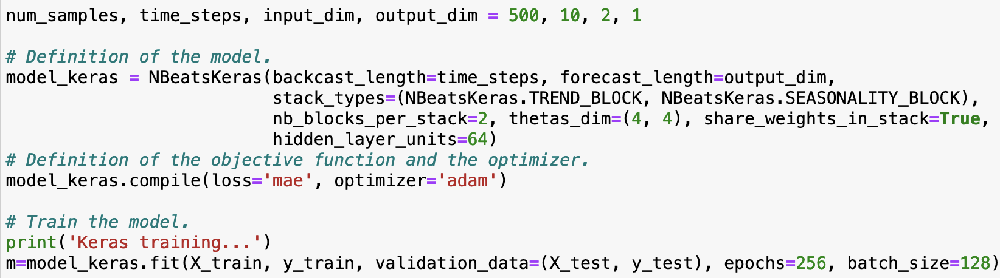 num_samples, time_steps, input_dim, output_dim = 500, 10, 2, 1
# Definition of the model.
model_keras = NBeatsKeras(backcast_length=time_steps, forecast_length=output_dim,
stack_types=(NBeatsKeras.TREND_BLOCK, NBeatsKeras.SEASONALITY_BLOCK),
nb_blocks_per_stack=2, thetas_dim=(4, 4), share_weights_in_stack=True,
hidden_layer_units=64)
# Definition of the objective function and the optimizer.
model_keras.compile(loss='mae', optimizer='adam')
# Train the model.
print('Keras training...')
m=model_keras.fit(X_train, y_train, validation_data=(X_test, y_test), epochs=256, batch_size=128)